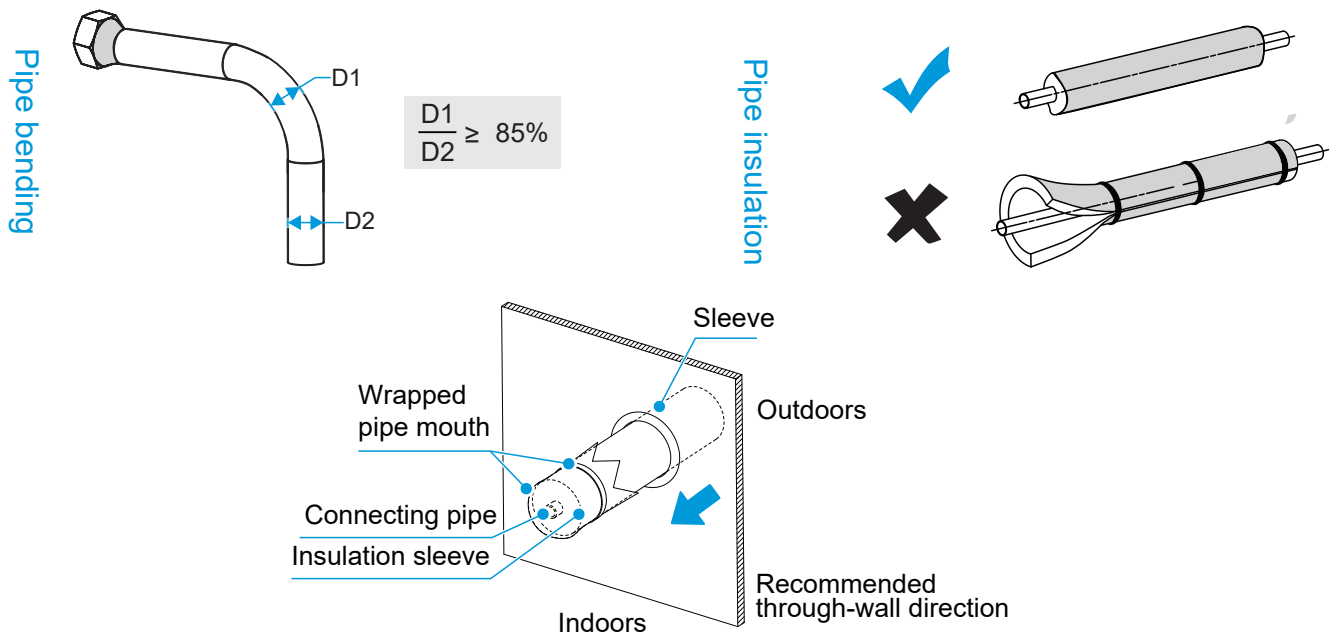 Pipe bending
D1
D1
D2
≥ 85%
D2
Pipe insulation
Sleeve
Wrapped
pipe mouth
Outdoors
Connecting pipe
Insulation sleeve
Recommended
through-wall direction
Indoors